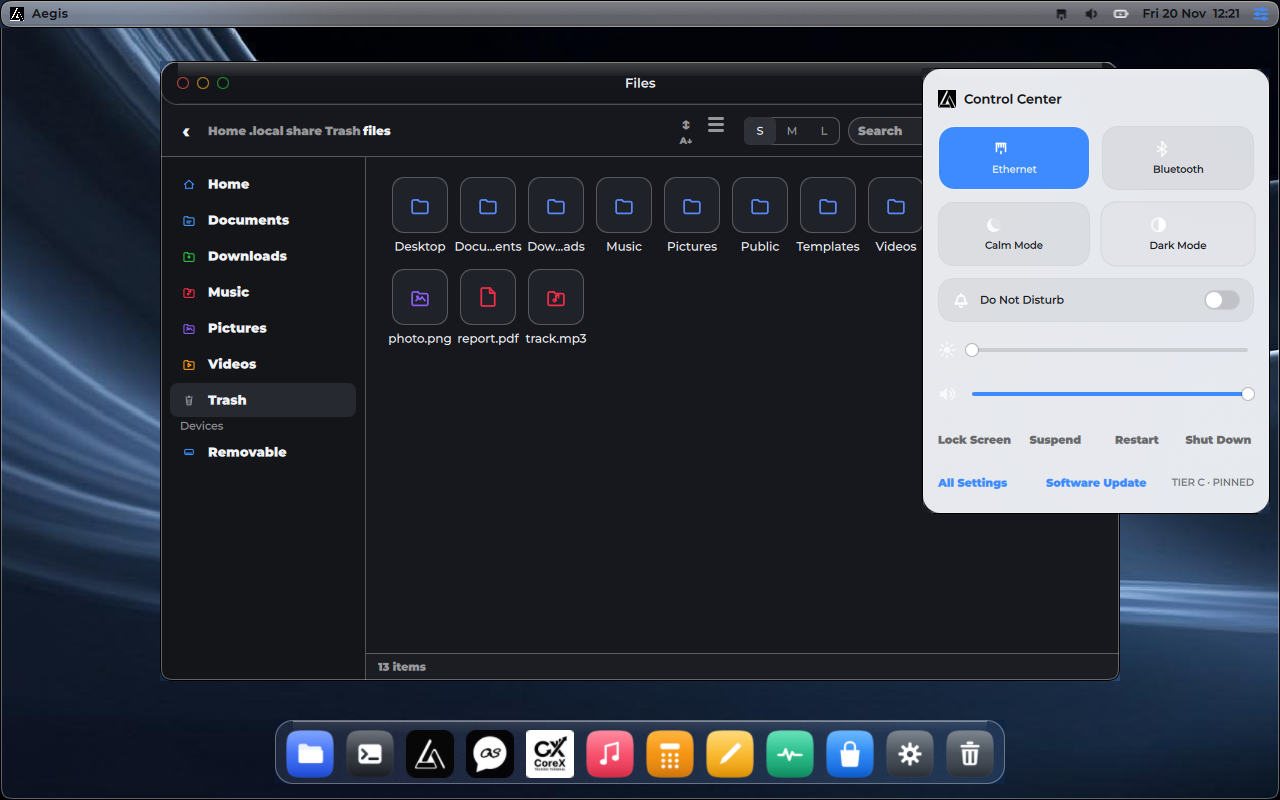 Aegis
Fri 20 Nov 12:21
Files
Home .local share Trash files
A+
S M L
Search
Home
Documents
Downloads
Music
Pictures
Videos
Trash
Devices
Removable
Desktop Docu...ents Dow...ads Music Pictures Public Templates Videos
photo.png report.pdf track.mp3
13 items
Control Center
Ethernet
Bluetooth
Calm Mode
Dark Mode
Do Not Disturb
Lock Screen Suspend Restart Shut Down
All Settings Software Update TIER C · PINNED
as
CX
CoreX